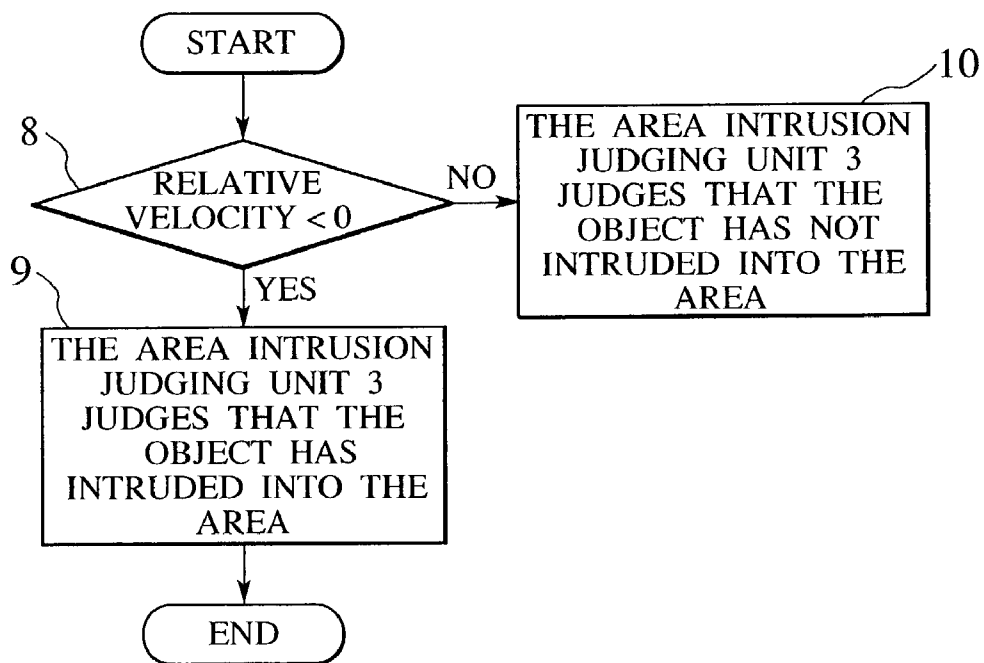 START
8
RELATIVE
VELOCITY < 0
NO
10
THE AREA INTRUSION
JUDGING UNIT 3
JUDGES THAT THE
OBJECT HAS NOT
INTRUDED INTO THE
AREA
YES
9
THE AREA INTRUSION
JUDGING UNIT 3
JUDGES THAT THE
OBJECT HAS
INTRUDED INTO THE
AREA
END